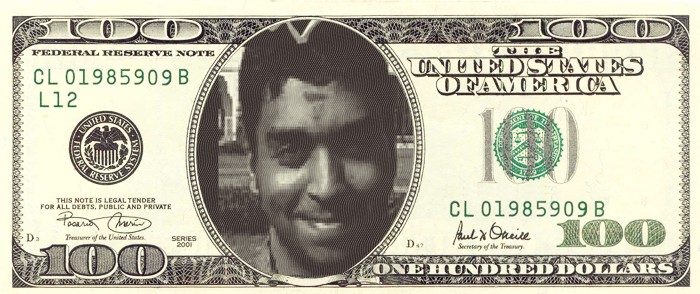 100 100
FEDERAL RESERVE NOTE
THE
UNITED STATES
OF AMERICA
CL 01985909 B
L12
UNITED STATES
FEDERAL RESERVE SYSTEM
100
THIS NOTE IS LEGAL TENDER
FOR ALL DEBTS, PUBLIC AND PRIVATE
Treasurer of the United States.
SERIES
2001
CL 01985909 B
Paul H O'Neill
Secretary of the Treasury.
100
100
ONE HUNDRED DOLLARS